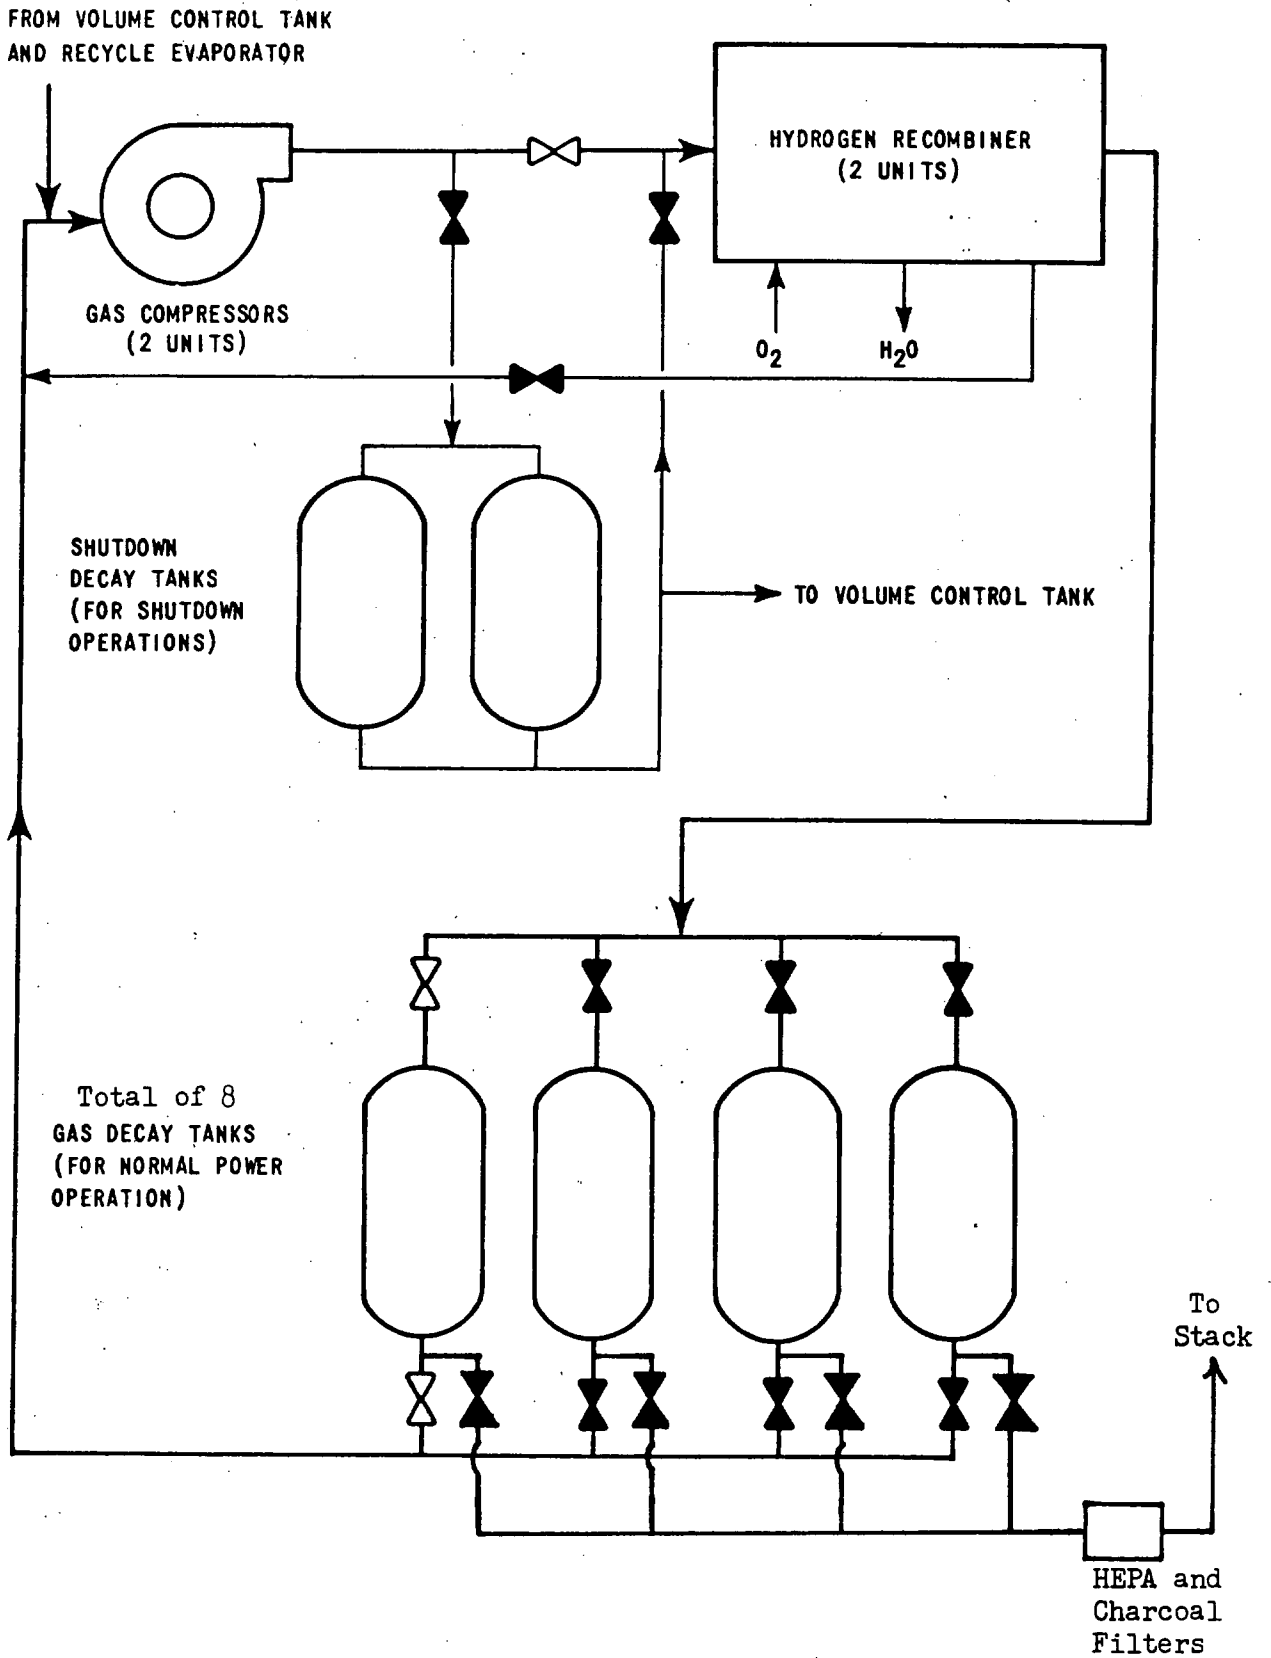 FROM VOLUME CONTROL TANK
AND RECYCLE EVAPORATOR
HYDROGEN RECOMBINER
(2 UNITS)
GAS COMPRESSORS
(2 UNITS)
O2
H2O
SHUTDOWN
DECAY TANKS
(FOR SHUTDOWN
OPERATIONS)
TO VOLUME CONTROL TANK
Total of 8
GAS DECAY TANKS
(FOR NORMAL POWER
OPERATION)
To
Stack
HEPA and
Charcoal
Filters